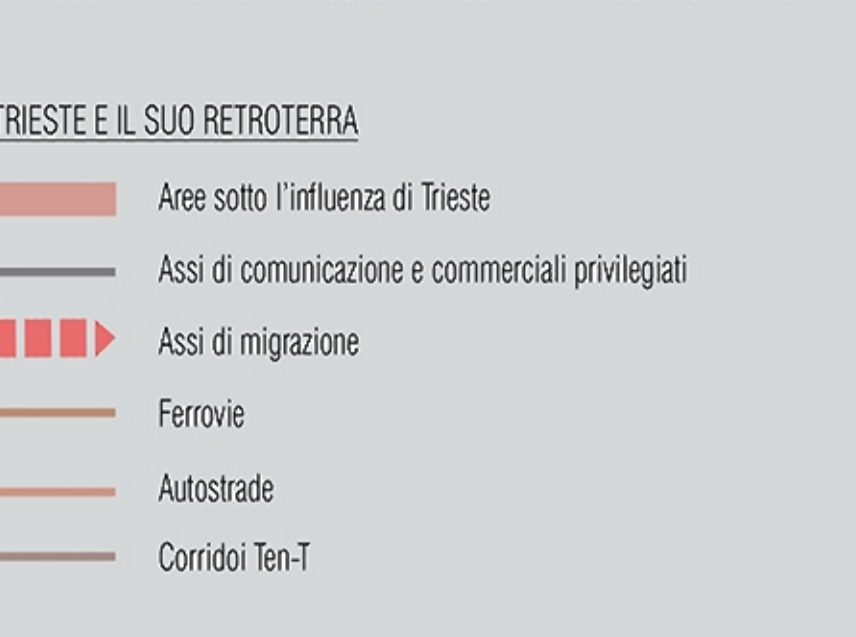 TRIESTE E IL SUO RETROTERRA
Aree sotto l'influenza di Trieste
Assi di comunicazione e commerciali privilegiati
Assi di migrazione
Ferrovie
Autostrade
Corridoi Ten-T